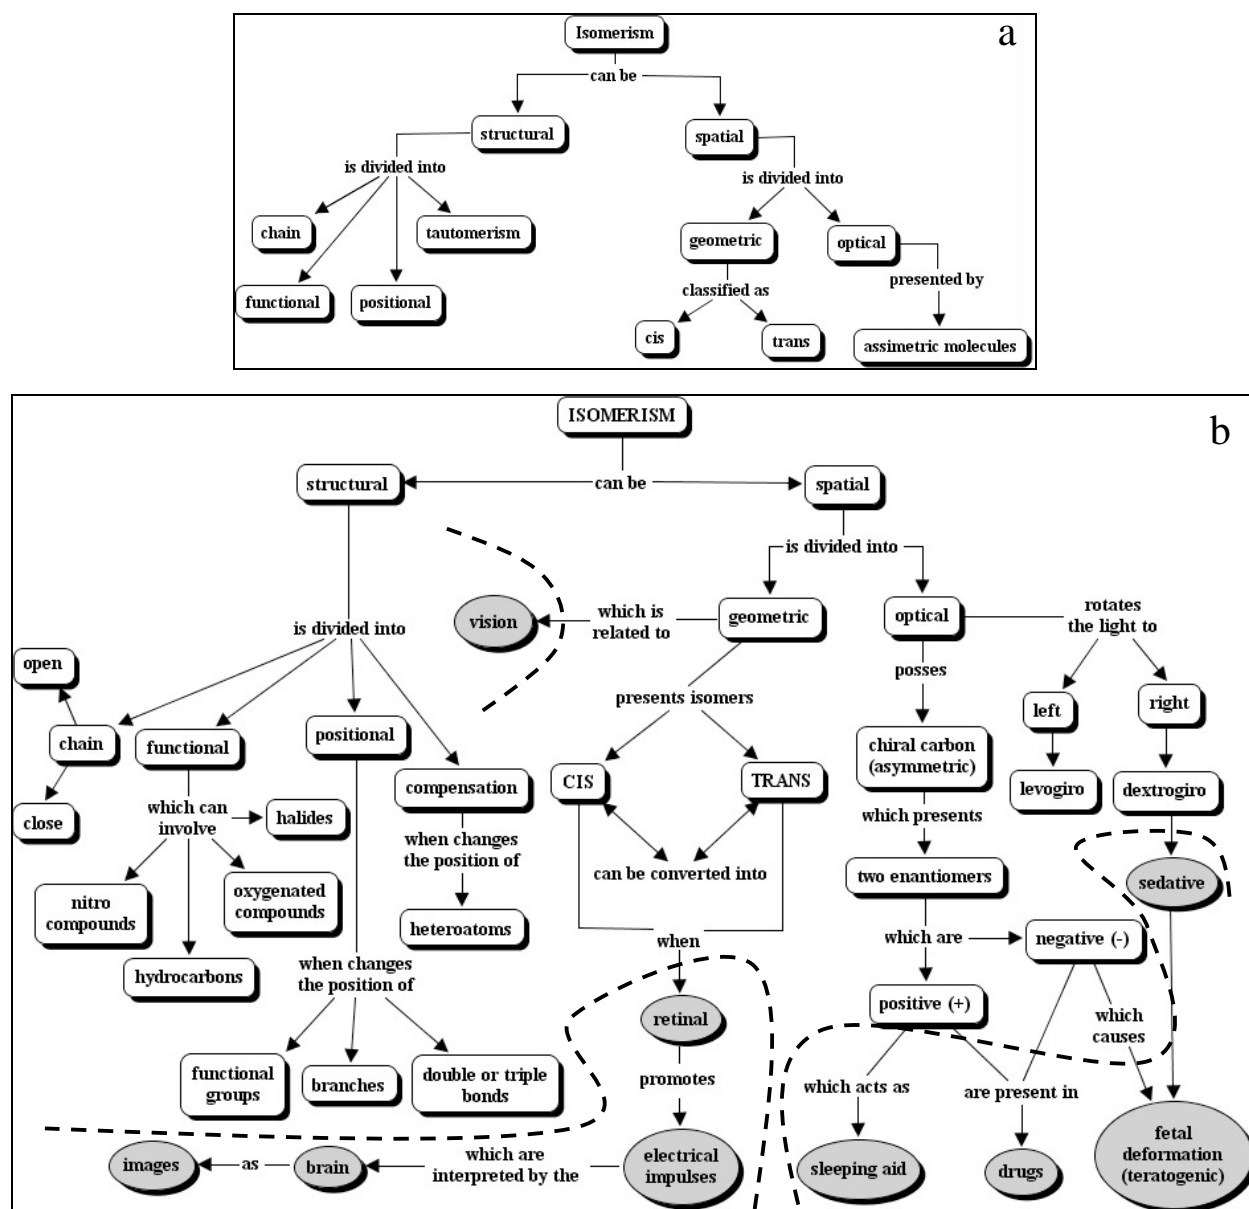 a
Isomerism
can be
structural
spatial
is divided into
is divided into
chain
tautomerism
geometric
optical
functional
positional
classified as
presented by
cis
trans
assimetric molecules
b
ISOMERISM
structural
can be
spatial
is divided into
vision
which is
related to
geometric
optical
rotates
the light to
is divided into
open
posses
presents isomers
left
right
chain
functional
positional
chiral carbon
(asymmetric)
compensation
CIS
TRANS
levogiro
dextrogiro
close
which can
involve
halides
when changes
the position of
which presents
can be converted into
two enantiomers
sedative
nitro
compounds
oxygenated
compounds
heteroatoms
when
which are
negative (-)
hydrocarbons
when changes
the position of
positive (+)
retinal
which
causes
functional
groups
branches
double or triple
bonds
promotes
which acts as
are present in
images
as
brain
which are
interpreted by the
electrical
impulses
sleeping aid
drugs
fetal
deformation
(teratogenic)